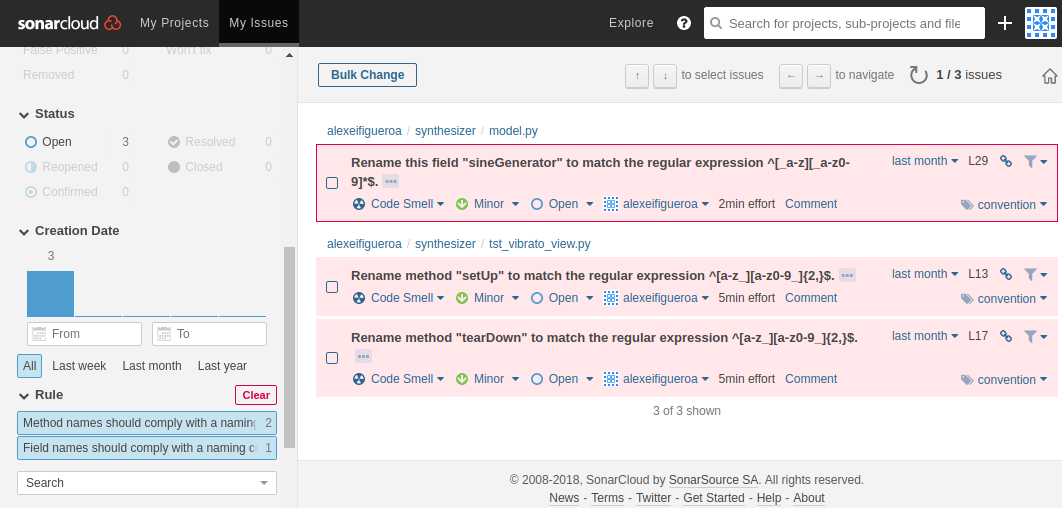 sonarcloud My Projects My Issues Explore ? Search for projects, sub-projects and file
False Positive 0 Won't fix 0
Removed 0
Status
Open 3 Resolved 0
Reopened 0 Closed 0
Confirmed 0
Creation Date
3
From To
All Last week Last month Last year
Rule Clear
Method names should comply with a naming 2
Field names should comply with a naming c 1
Search
Bulk Change ↑ ↓ to select issues ← → to navigate 1 / 3 issues
alexeifigueroa / synthesizer / model.py
Rename this field "sineGenerator" to match the regular expression ^[_a-z][_a-z0-
9]*$. last month L29
Code Smell Minor Open alexeifigueroa 2min effort Comment convention
alexeifigueroa / synthesizer / tst_vibrato_view.py
Rename method "setUp" to match the regular expression ^[a-z_][a-z0-9_]{2,}$. last month L13
Code Smell Minor Open alexeifigueroa 5min effort Comment convention
Rename method "tearDown" to match the regular expression ^[a-z_][a-z0-9_]{2,}$. last month L17
Code Smell Minor Open alexeifigueroa 5min effort Comment convention
3 of 3 shown
© 2008-2018, SonarCloud by SonarSource SA. All rights reserved.
News - Terms - Twitter - Get Started - Help - About